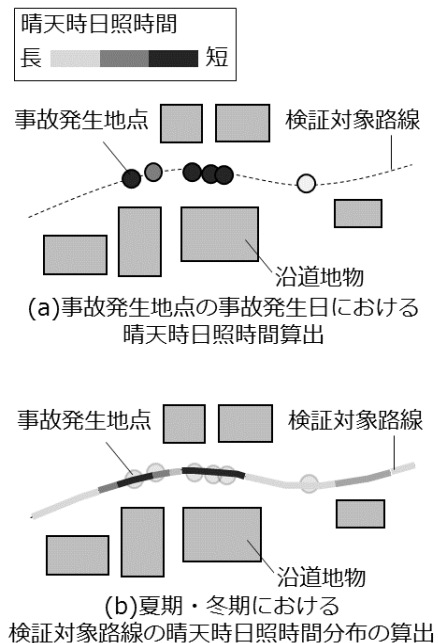 晴天時日照時間
長 短
事故発生地点 検証対象路線
沿道地物
(a)事故発生地点の事故発生日における
晴天時日照時間算出
事故発生地点 検証対象路線
沿道地物
(b)夏期・冬期における
検証対象路線の晴天時日照時間分布の算出